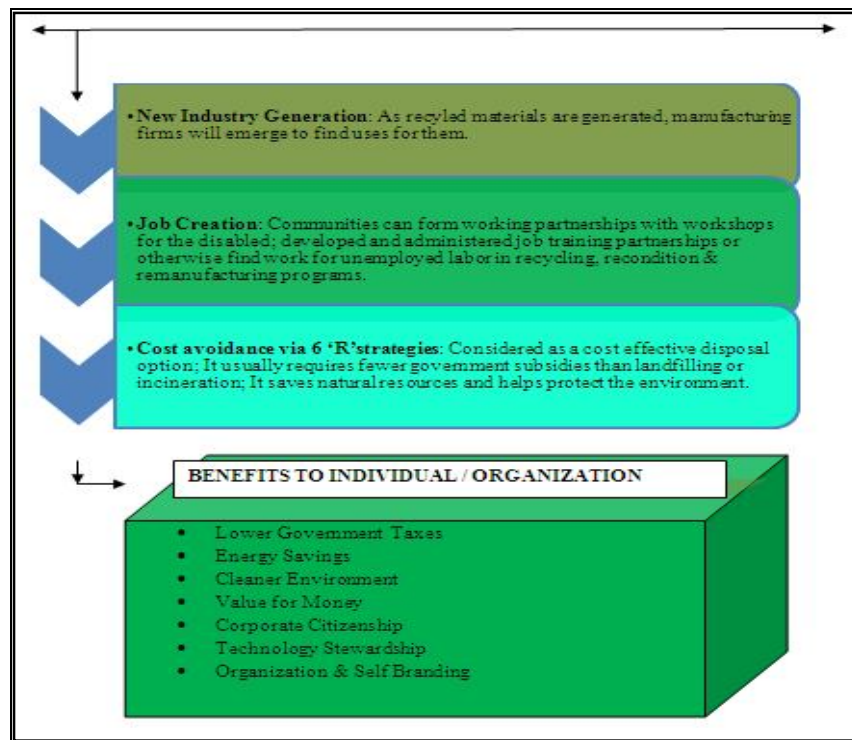 • New Industry Generation: As recyled materials are generated, manufacturing
firms will emerge to find uses for them.
• Job Creation: Communities can form working partnerships with workshops
for the disabled; developed and administered job training partnerships or
otherwise find work for unemployed labor in recycling, recondition &
remanufacturing programs.
• Cost avoidance via 6 ‘R’strategies: Considered as a cost effective disposal
option; It usually requires fewer government subsidies than landfilling or
incineration; It saves natural resources and helps protect the environment.
BENEFITS TO INDIVIDUAL / ORGANIZATION
• Lower Government Taxes
• Energy Savings
• Cleaner Environment
• Value for Money
• Corporate Citizenship
• Technology Stewardship
• Organization & Self Branding